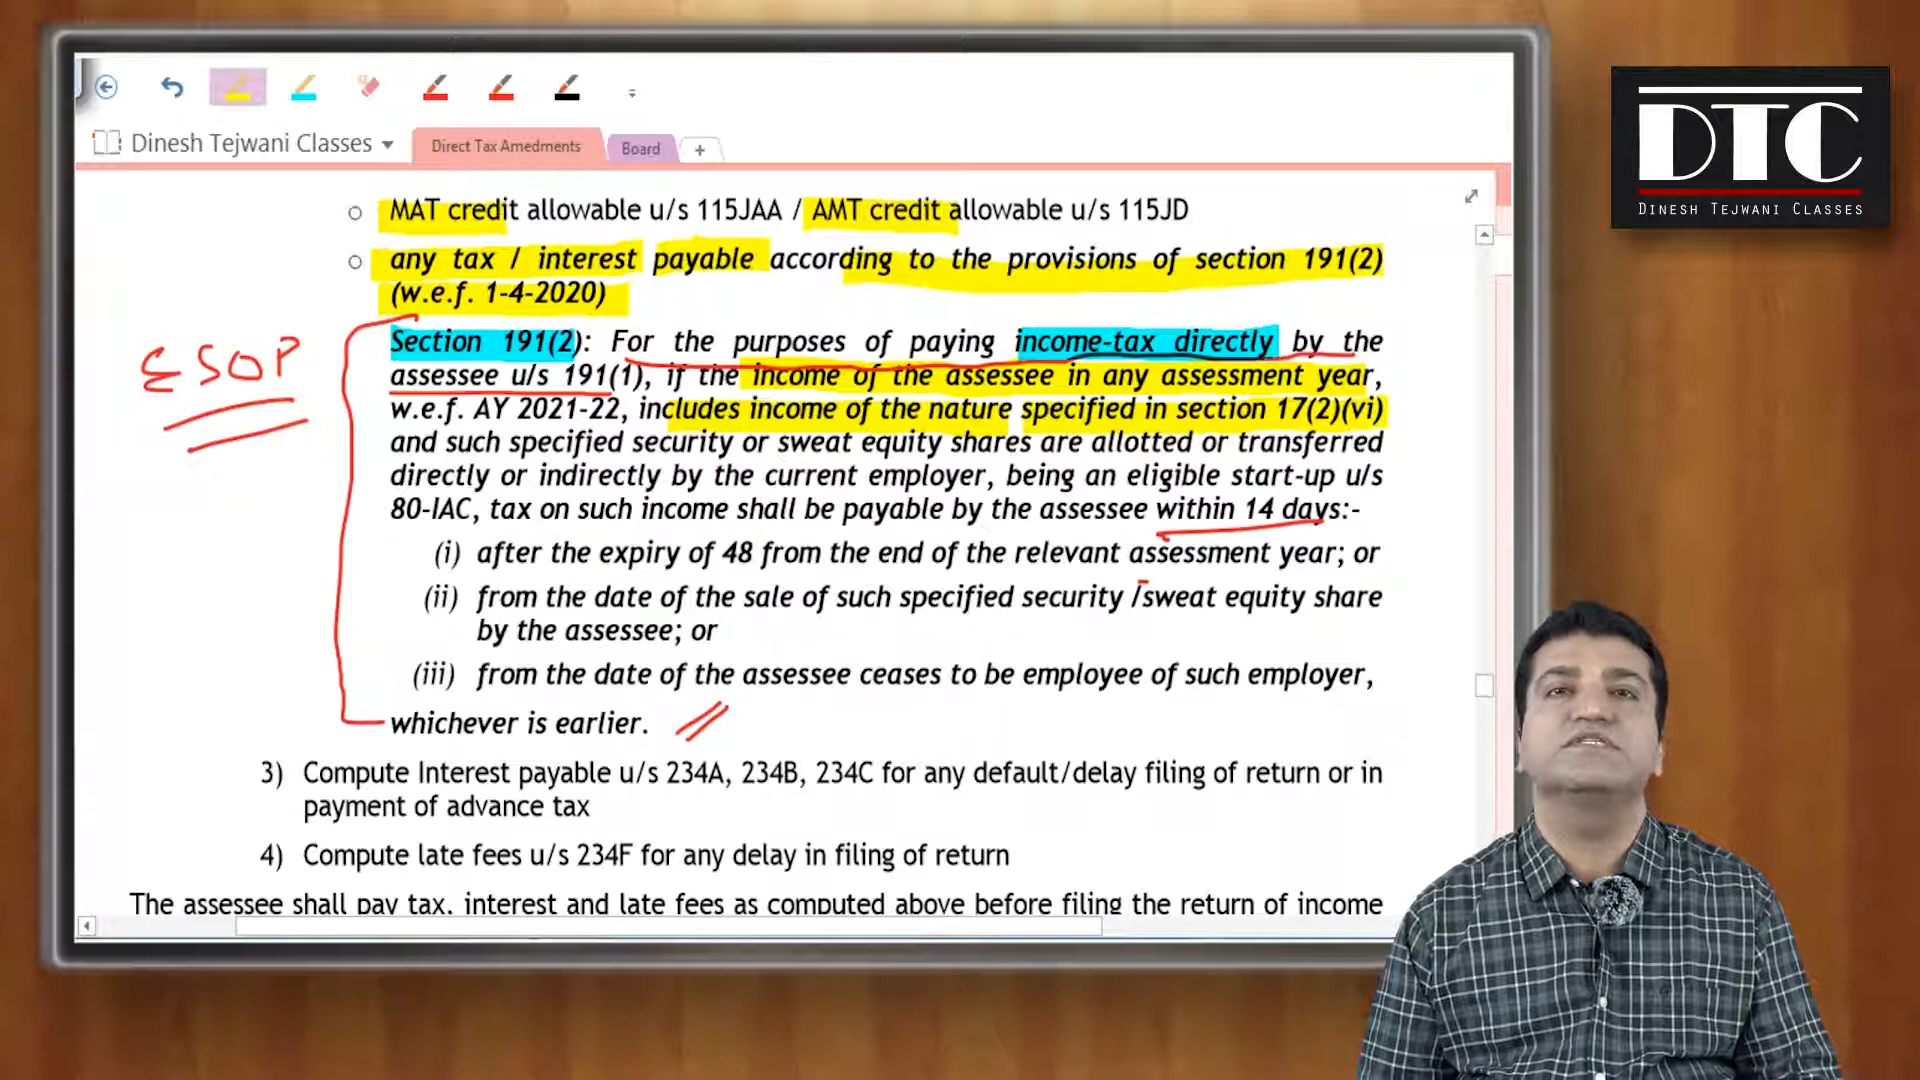 Dinesh Tejwani Classes
Direct Tax Amedments
Board
+
DTC
DINESH TEJWANI CLASSES
MAT credit allowable u/s 115JAA / AMT credit allowable u/s 115JD
any tax / interest payable according to the provisions of section 191(2)
(w.e.f. 1-4-2020)
ESOP
Section 191(2): For the purposes of paying income-tax directly by the
assessee u/s 191(1), if the income of the assessee in any assessment year,
w.e.f. AY 2021-22, includes income of the nature specified in section 17(2)(vi)
and such specified security or sweat equity shares are allotted or transferred
directly or indirectly by the current employer, being an eligible start-up u/s
80-IAC, tax on such income shall be payable by the assessee within 14 days:-
(i) after the expiry of 48 from the end of the relevant assessment year; or
(ii) from the date of the sale of such specified security /sweat equity share
by the assessee; or
(iii) from the date of the assessee ceases to be employee of such employer,
whichever is earlier.
3) Compute Interest payable u/s 234A, 234B, 234C for any default/delay filing of return or in
payment of advance tax
4) Compute late fees u/s 234F for any delay in filing of return
The assessee shall pay tax, interest and late fees as computed above before filing the return of income